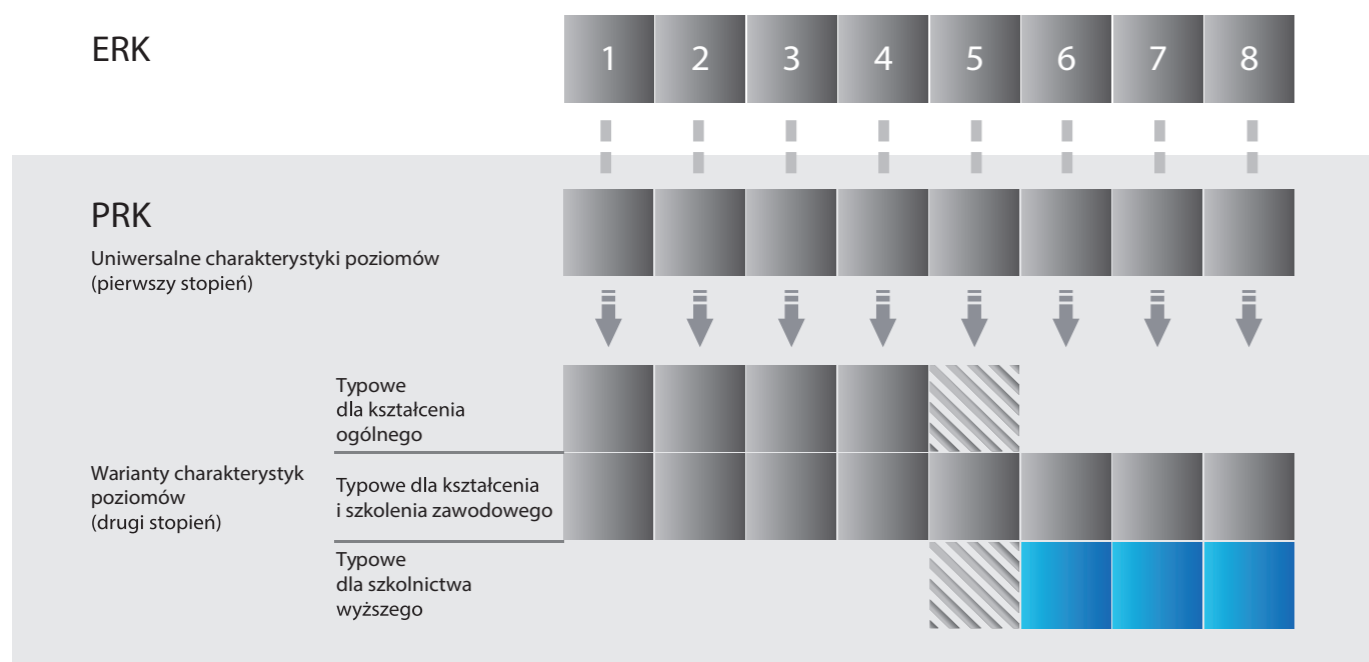 ERK
1 2 3 4 5 6 7 8
PRK
Uniwersalne charakterystyki poziomów
(pierwszy stopień)
Typowe
dla kształcenia
ogólnego
Warianty charakterystyk
poziomów
(drugi stopień)
Typowe dla kształcenia
i szkolenia zawodowego
Typowe
dla szkolnictwa
wyższego